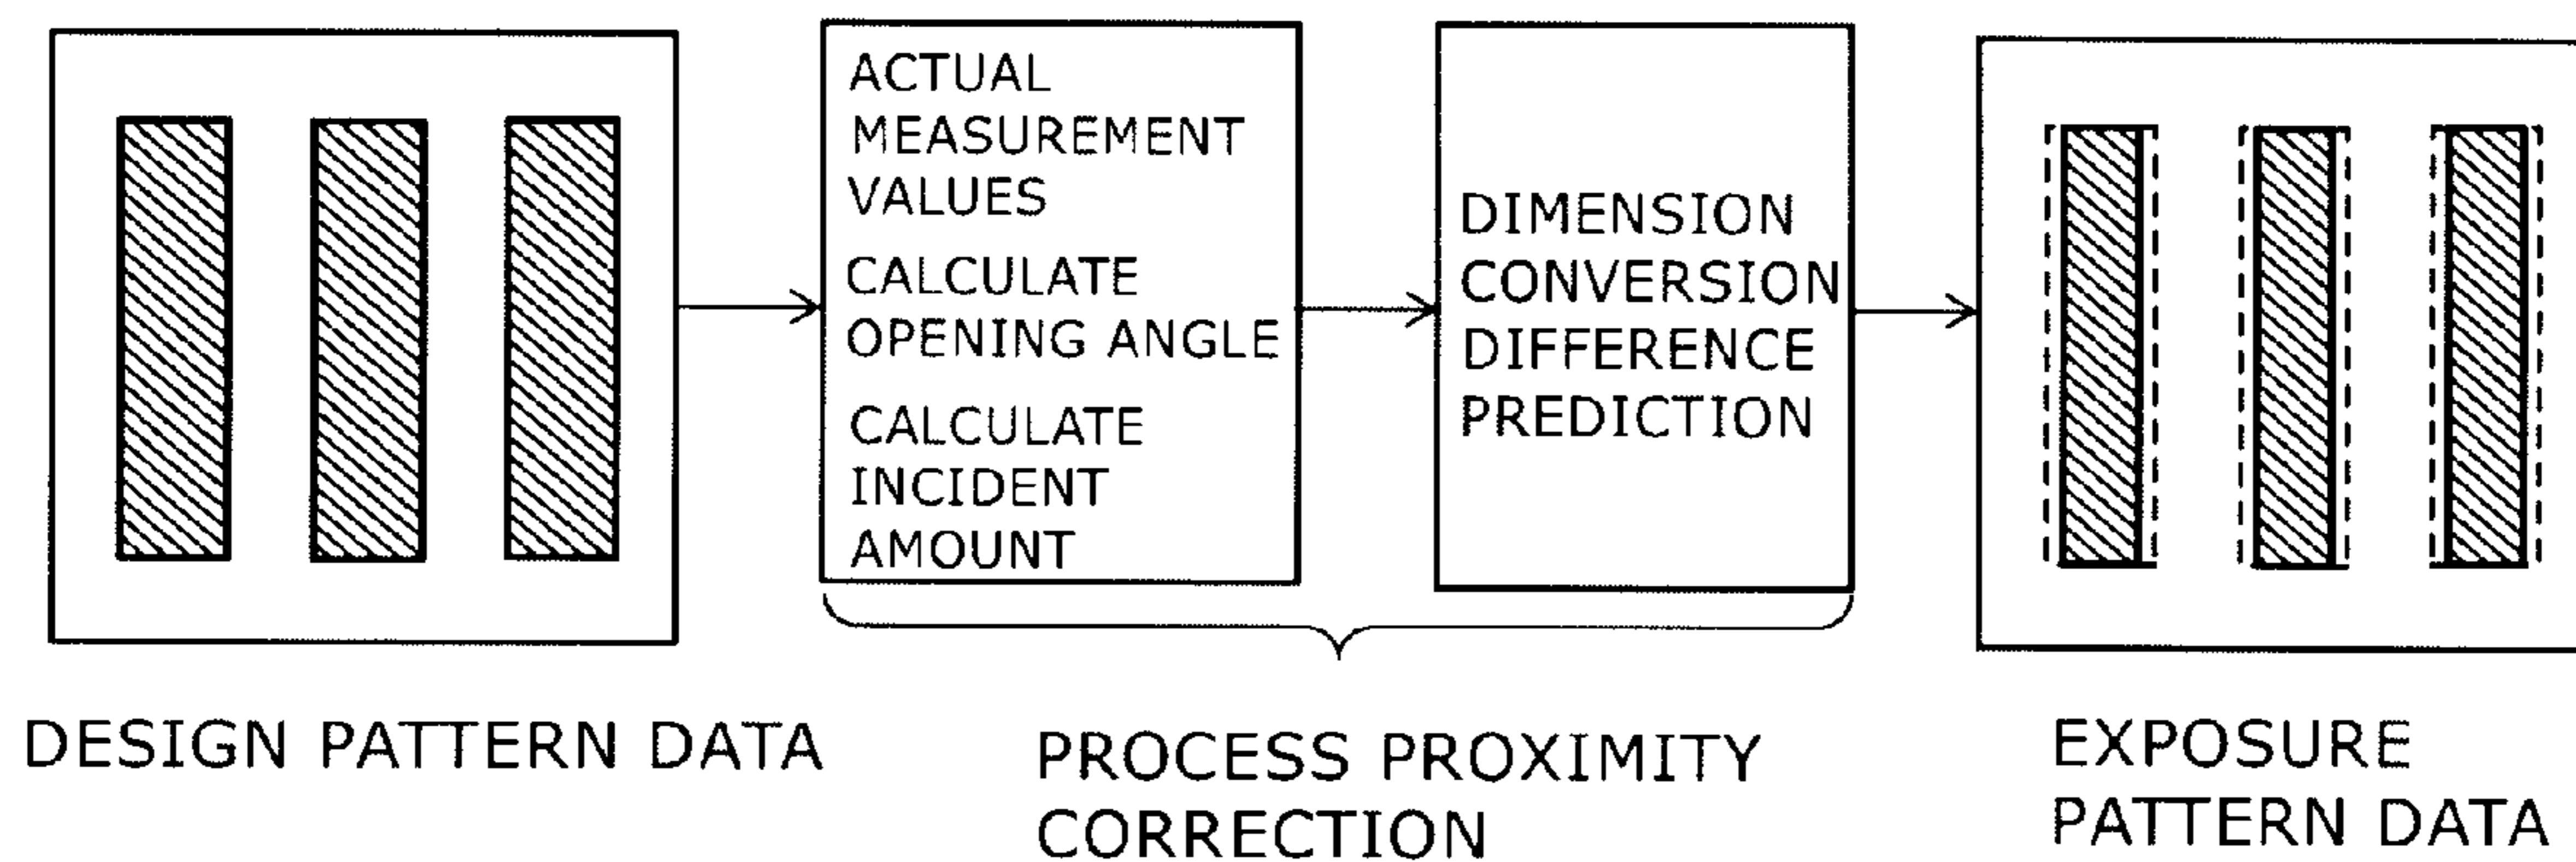 ACTUAL
MEASUREMENT
VALUES
CALCULATE
OPENING ANGLE
CALCULATE
INCIDENT
AMOUNT
DIMENSION
CONVERSION
DIFFERENCE
PREDICTION
DESIGN PATTERN DATA
PROCESS PROXIMITY
CORRECTION
EXPOSURE
PATTERN DATA